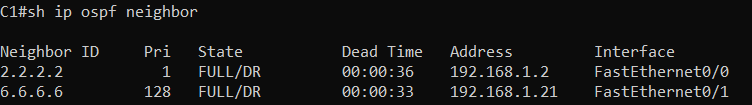 C1#sh ip ospf neighbor
Neighbor ID     Pri   State           Dead Time   Address         Interface
2.2.2.2           1   FULL/DR         00:00:36    192.168.1.2     FastEthernet0/0
6.6.6.6         128   FULL/DR         00:00:33    192.168.1.21    FastEthernet0/1